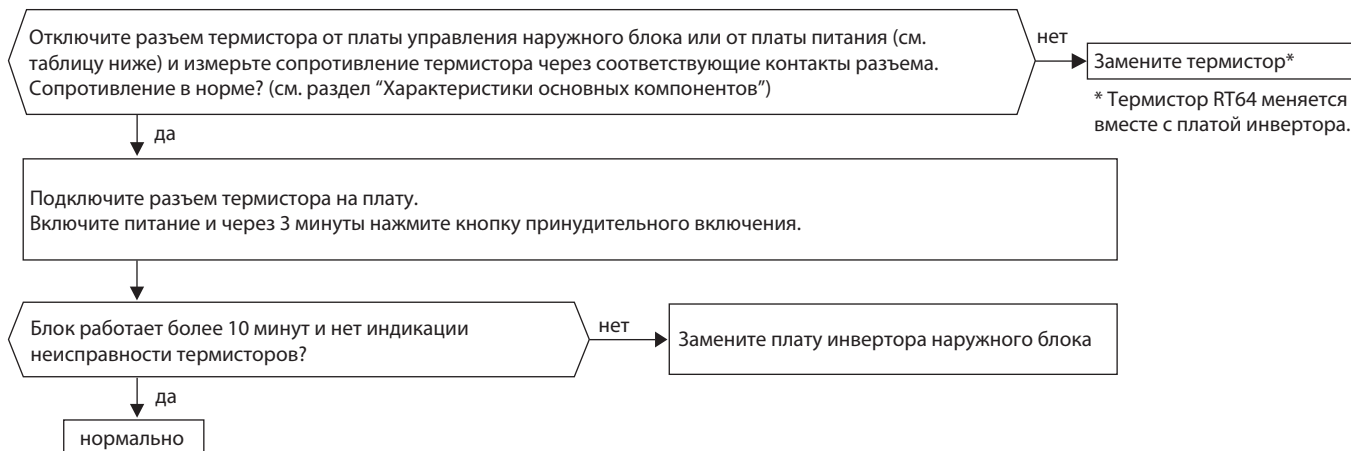 Отключите разъем термистора от платы управления наружного блока или от платы питания (см.
таблицу ниже) и измерьте сопротивление термистора через соответствующие контакты разъема.
Сопротивление в норме? (см. раздел “Характеристики основных компонентов”)
нет
Замените термистор*
* Термистор RT64 меняется
вместе с платой инвертора.
да
Подключите разъем термистора на плату.
Включите питание и через 3 минуты нажмите кнопку принудительного включения.
Блок работает более 10 минут и нет индикации
неисправности термисторов?
нет
Замените плату инвертора наружного блока
да
нормально